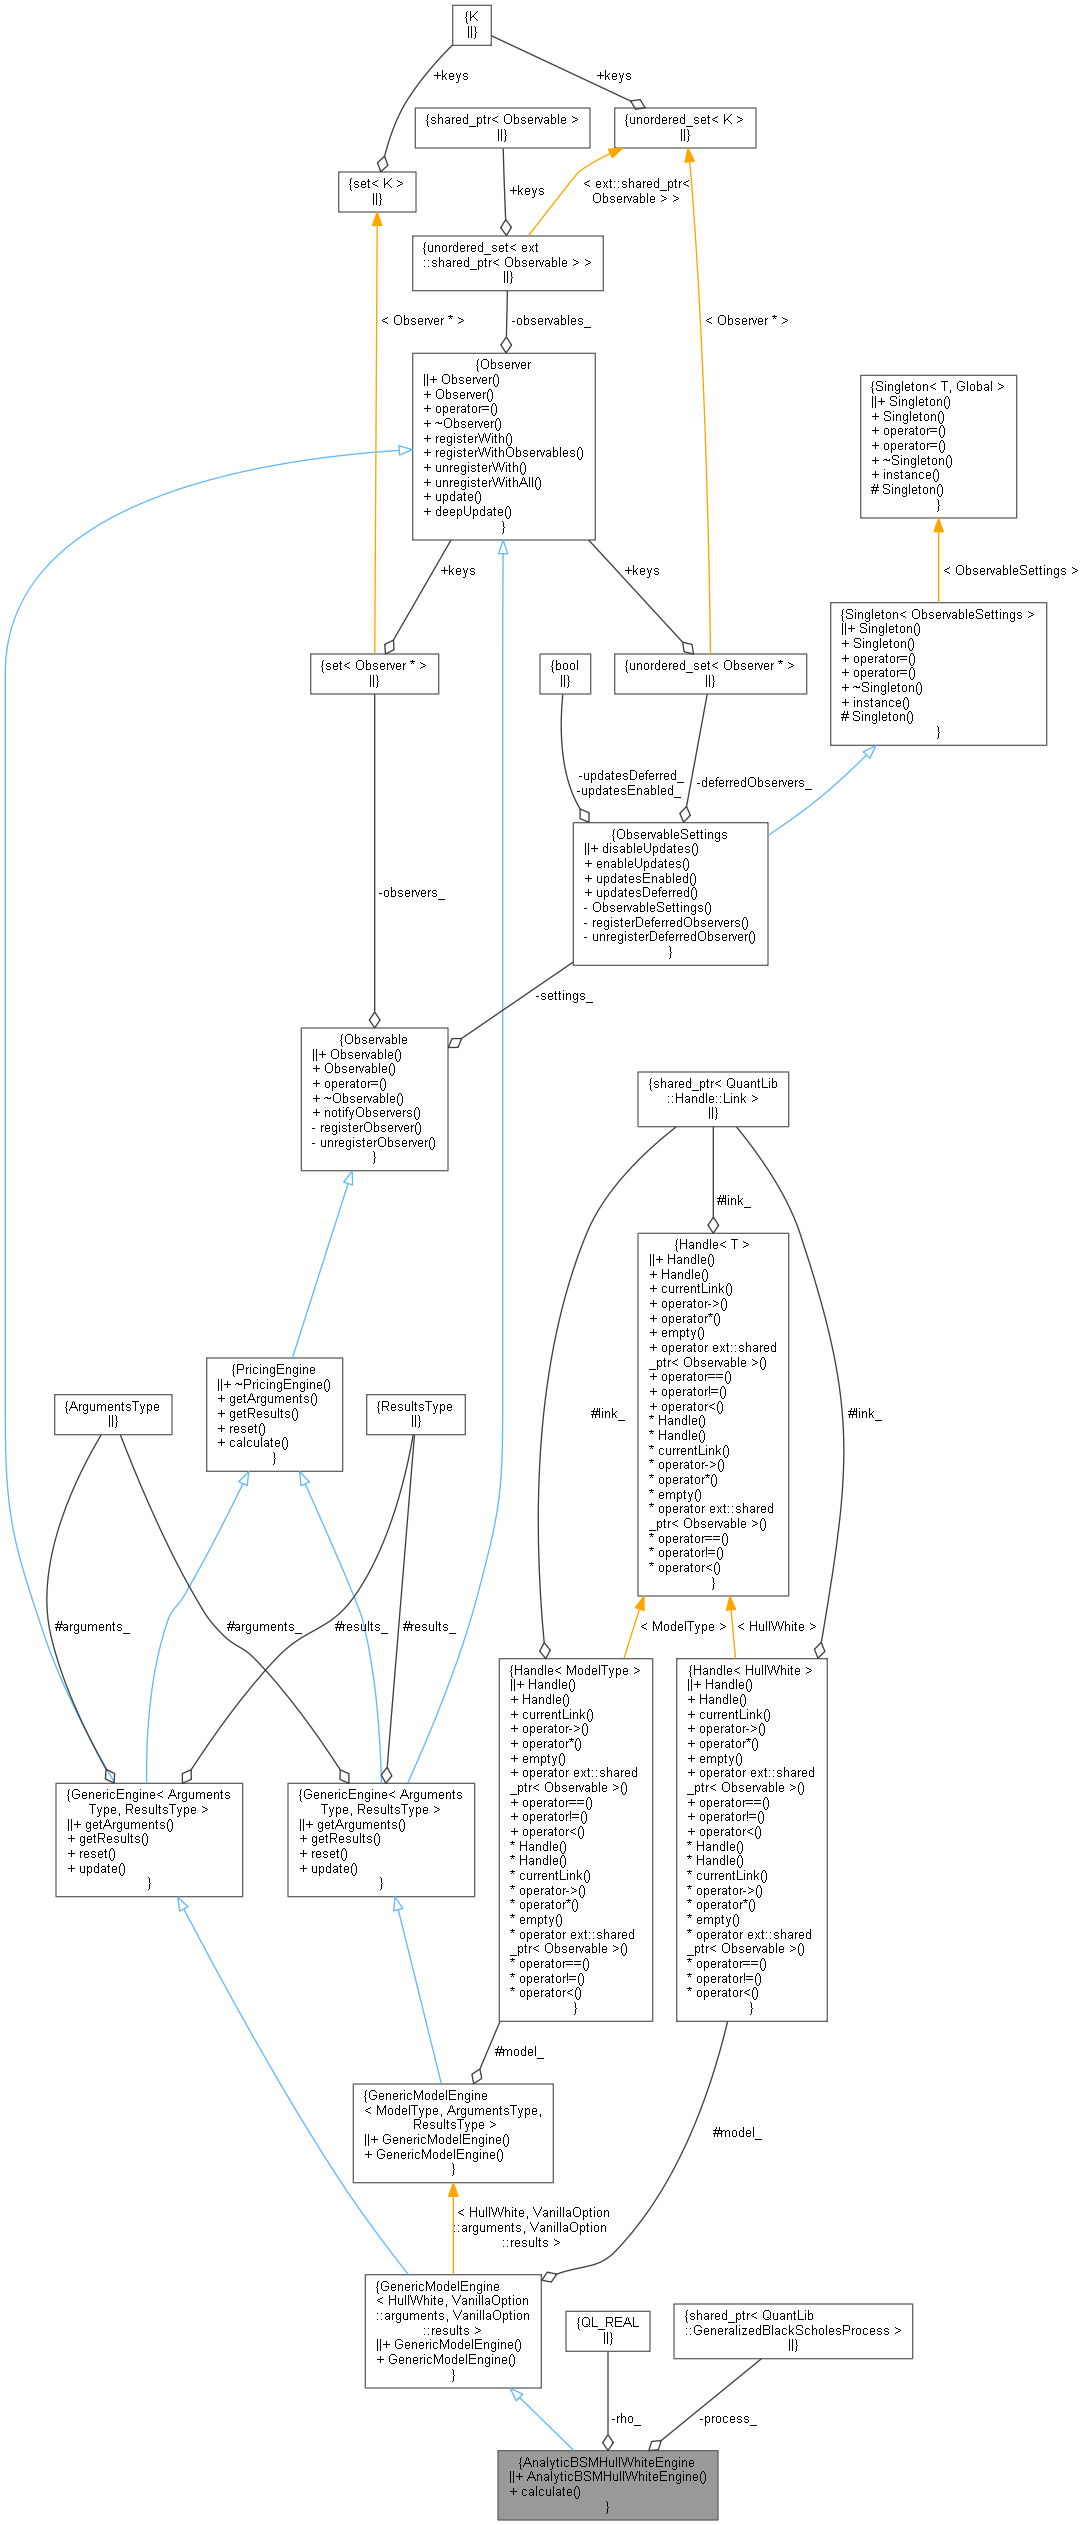 {K
||}
+keys
+keys
{shared_ptr< Observable >
||}
{unordered_set< K >
||}
{set< K >
||}
+keys
< ext::shared_ptr<
Observable > >
{unordered_set< ext
::shared_ptr< Observable > >
||}
< Observer * >
-observables_
< Observer * >
{Observer
||+ Observer()
+ Observer()
+ operator=()
+ ~Observer()
+ registerWith()
+ registerWithObservables()
+ unregisterWith()
+ unregisterWithAll()
+ update()
+ deepUpdate()
}
{Singleton< T, Global >
||+ Singleton()
+ Singleton()
+ operator=()
+ operator=()
+ ~Singleton()
+ instance()
# Singleton()
}
+keys
+keys
< ObservableSettings >
{Singleton< ObservableSettings >
||+ Singleton()
+ Singleton()
+ operator=()
+ operator=()
+ ~Singleton()
+ instance()
# Singleton()
}
{set< Observer * >
||}
{bool
||}
{unordered_set< Observer * >
||}
-updatesDeferred_
-updatesEnabled_
-deferredObservers_
{ObservableSettings
||+ disableUpdates()
+ enableUpdates()
+ updatesEnabled()
+ updatesDeferred()
- ObservableSettings()
- registerDeferredObservers()
- unregisterDeferredObserver()
}
-observers_
-settings_
{Observable
||+ Observable()
+ Observable()
+ operator=()
+ ~Observable()
+ notifyObservers()
- registerObserver()
- unregisterObserver()
}
{shared_ptr< QuantLib
::Handle::Link >
||}
#link_
{Handle< T >
||+ Handle()
+ Handle()
+ currentLink()
+ operator->()
+ operator*()
+ empty()
+ operator ext::shared
_ptr< Observable >()
+ operator==()
+ operator!=()
+ operator<()
* Handle()
* Handle()
* currentLink()
* operator->()
* operator*()
* empty()
* operator ext::shared
_ptr< Observable >()
* operator==()
* operator!=()
* operator<()
}
{PricingEngine
||+ ~PricingEngine()
+ getArguments()
+ getResults()
+ reset()
+ calculate()
}
{ArgumentsType
||}
{ResultsType
||}
#link_
#link_
#arguments_
#arguments_
#results_
#results_
< ModelType >
< HullWhite >
{Handle< ModelType >
||+ Handle()
+ Handle()
+ currentLink()
+ operator->()
+ operator*()
+ empty()
+ operator ext::shared
_ptr< Observable >()
+ operator==()
+ operator!=()
+ operator<()
* Handle()
* Handle()
* currentLink()
* operator->()
* operator*()
* empty()
* operator ext::shared
_ptr< Observable >()
* operator==()
* operator!=()
* operator<()
}
{Handle< HullWhite >
||+ Handle()
+ Handle()
+ currentLink()
+ operator->()
+ operator*()
+ empty()
+ operator ext::shared
_ptr< Observable >()
+ operator==()
+ operator!=()
+ operator<()
* Handle()
* Handle()
* currentLink()
* operator->()
* operator*()
* empty()
* operator ext::shared
_ptr< Observable >()
* operator==()
* operator!=()
* operator<()
}
{GenericEngine< Arguments
Type, ResultsType >
||+ getArguments()
+ getResults()
+ reset()
+ update()
}
{GenericEngine< Arguments
Type, ResultsType >
||+ getArguments()
+ getResults()
+ reset()
+ update()
}
#model_
{GenericModelEngine
< ModelType, ArgumentsType,
ResultsType >
||+ GenericModelEngine()
+ GenericModelEngine()
}
#model_
< HullWhite, VanillaOption
::arguments, VanillaOption
::results >
{GenericModelEngine
< HullWhite, VanillaOption
::arguments, VanillaOption
::results >
||+ GenericModelEngine()
+ GenericModelEngine()
}
{QL_REAL
||}
{shared_ptr< QuantLib
::GeneralizedBlackScholesProcess >
||}
-rho_
-process_
{AnalyticBSMHullWhiteEngine
||+ AnalyticBSMHullWhiteEngine()
+ calculate()
}